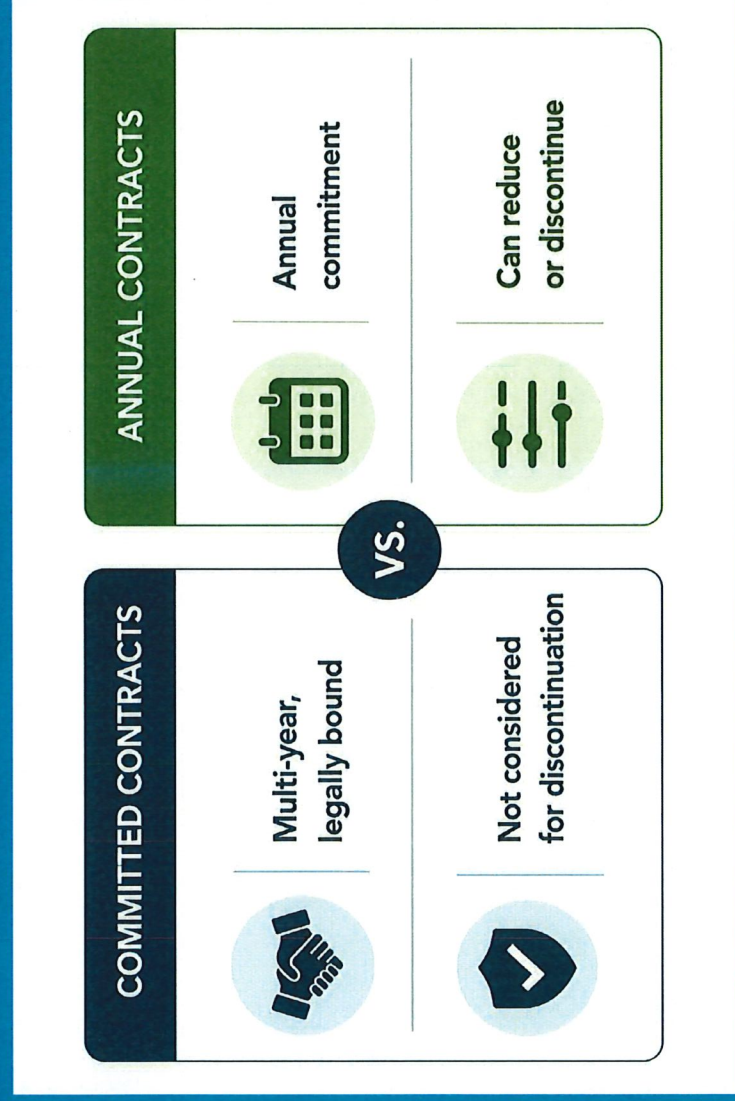 COMMITTED CONTRACTS
Multi-year,
legally bound
Not considered
for discontinuation
VS.
ANNUAL CONTRACTS
Annual
commitment
Can reduce
or discontinue